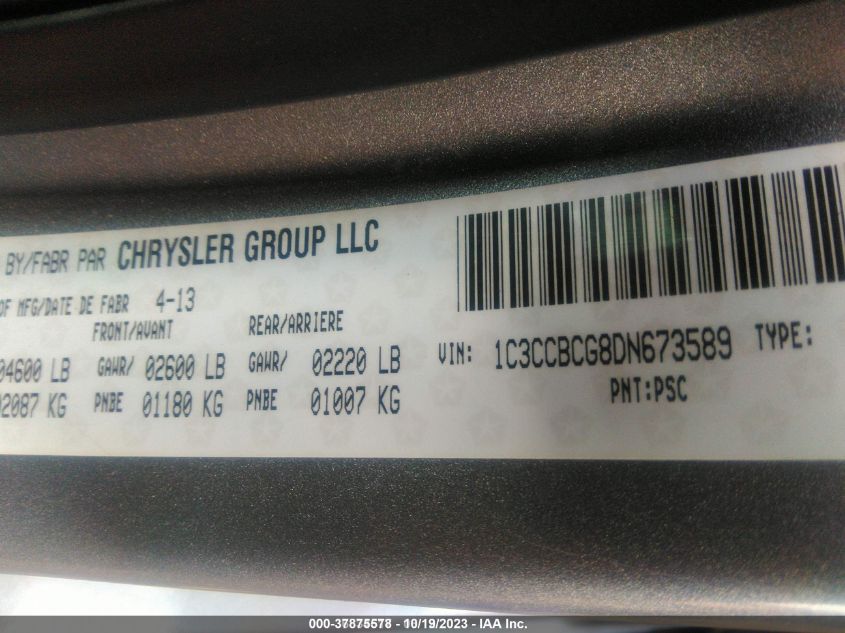 BY/FABR PAR CHRYSLER GROUP LLC
OF MFG/DATE DE FABR 4-13
FRONT/AVANT REAR/ARRIERE
04600 LB GAWR/ 02600 LB GAWR/ 02220 LB
02087 KG PNBE 01180 KG PNBE 01007 KG
VIN: 1C3CCBCG8DN673589 TYPE:
PNT:PSC
000-37875578 - 10/19/2023 - IAA Inc.